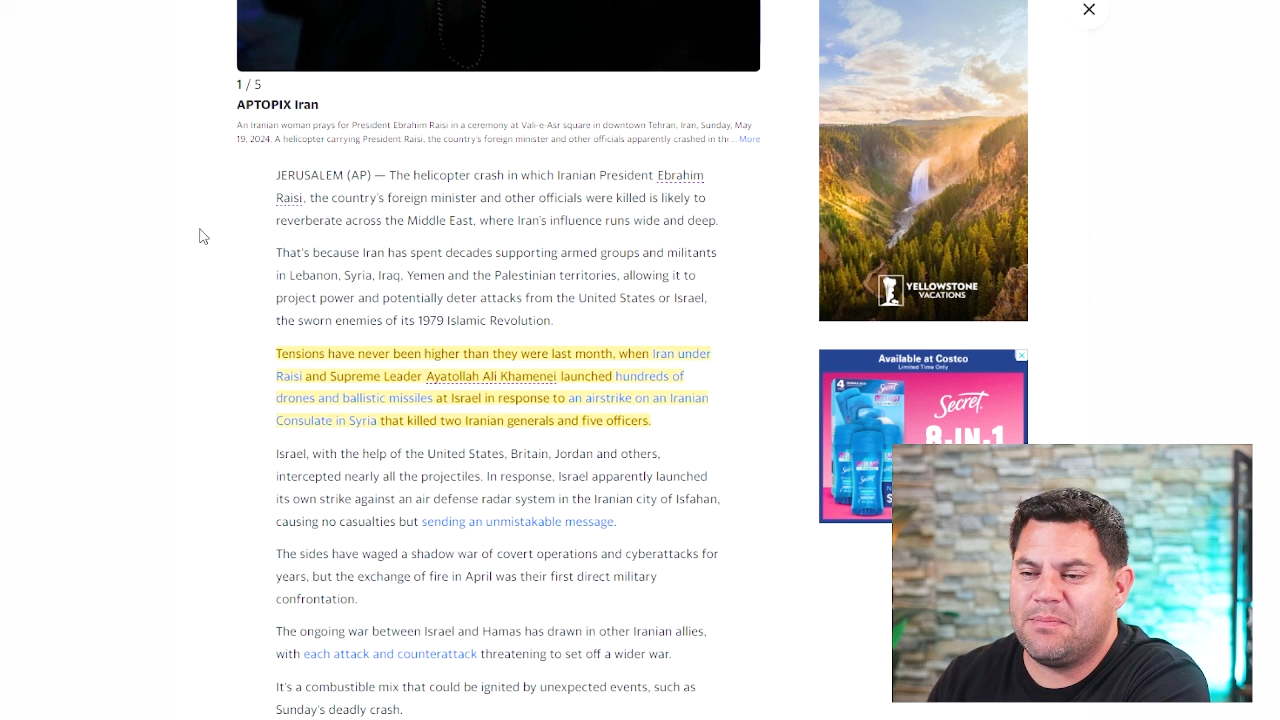 1 / 5
APTOPIX Iran
An Iranian woman prays for President Ebrahim Raisi in a ceremony at Vali-e-Asr square in downtown Tehran, Iran, Sunday, May
19, 2024. A helicopter carrying President Raisi, the country's foreign minister and other officials apparently crashed in th... More
JERUSALEM (AP) — The helicopter crash in which Iranian President Ebrahim
Raisi, the country's foreign minister and other officials were killed is likely to
reverberate across the Middle East, where Iran's influence runs wide and deep.
That's because Iran has spent decades supporting armed groups and militants
in Lebanon, Syria, Iraq, Yemen and the Palestinian territories, allowing it to
project power and potentially deter attacks from the United States or Israel,
the sworn enemies of its 1979 Islamic Revolution.
Tensions have never been higher than they were last month, when Iran under
Raisi and Supreme Leader Ayatollah Ali Khamenei launched hundreds of
drones and ballistic missiles at Israel in response to an airstrike on an Iranian
Consulate in Syria that killed two Iranian generals and five officers.
Israel, with the help of the United States, Britain, Jordan and others,
intercepted nearly all the projectiles. In response, Israel apparently launched
its own strike against an air defense radar system in the Iranian city of Isfahan,
causing no casualties but sending an unmistakable message.
The sides have waged a shadow war of covert operations and cyberattacks for
years, but the exchange of fire in April was their first direct military
confrontation.
The ongoing war between Israel and Hamas has drawn in other Iranian allies,
with each attack and counterattack threatening to set off a wider war.
It's a combustible mix that could be ignited by unexpected events, such as
Sunday's deadly crash.
YELLOWSTONE
VACATIONS
Available at Costco
Limited Time Only
4
Secret
8-IN-1